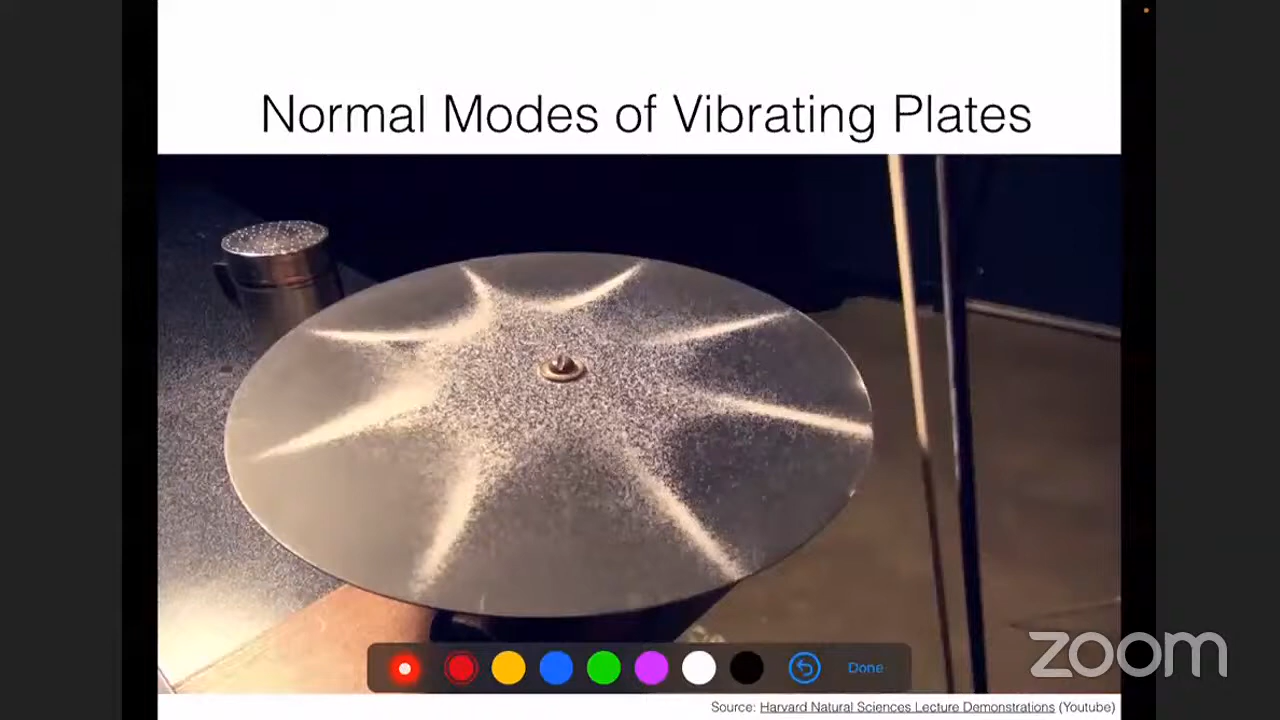 Normal Modes of Vibrating Plates
Done
zoom
Source: Harvard Natural Sciences Lecture Demonstrations (Youtube)